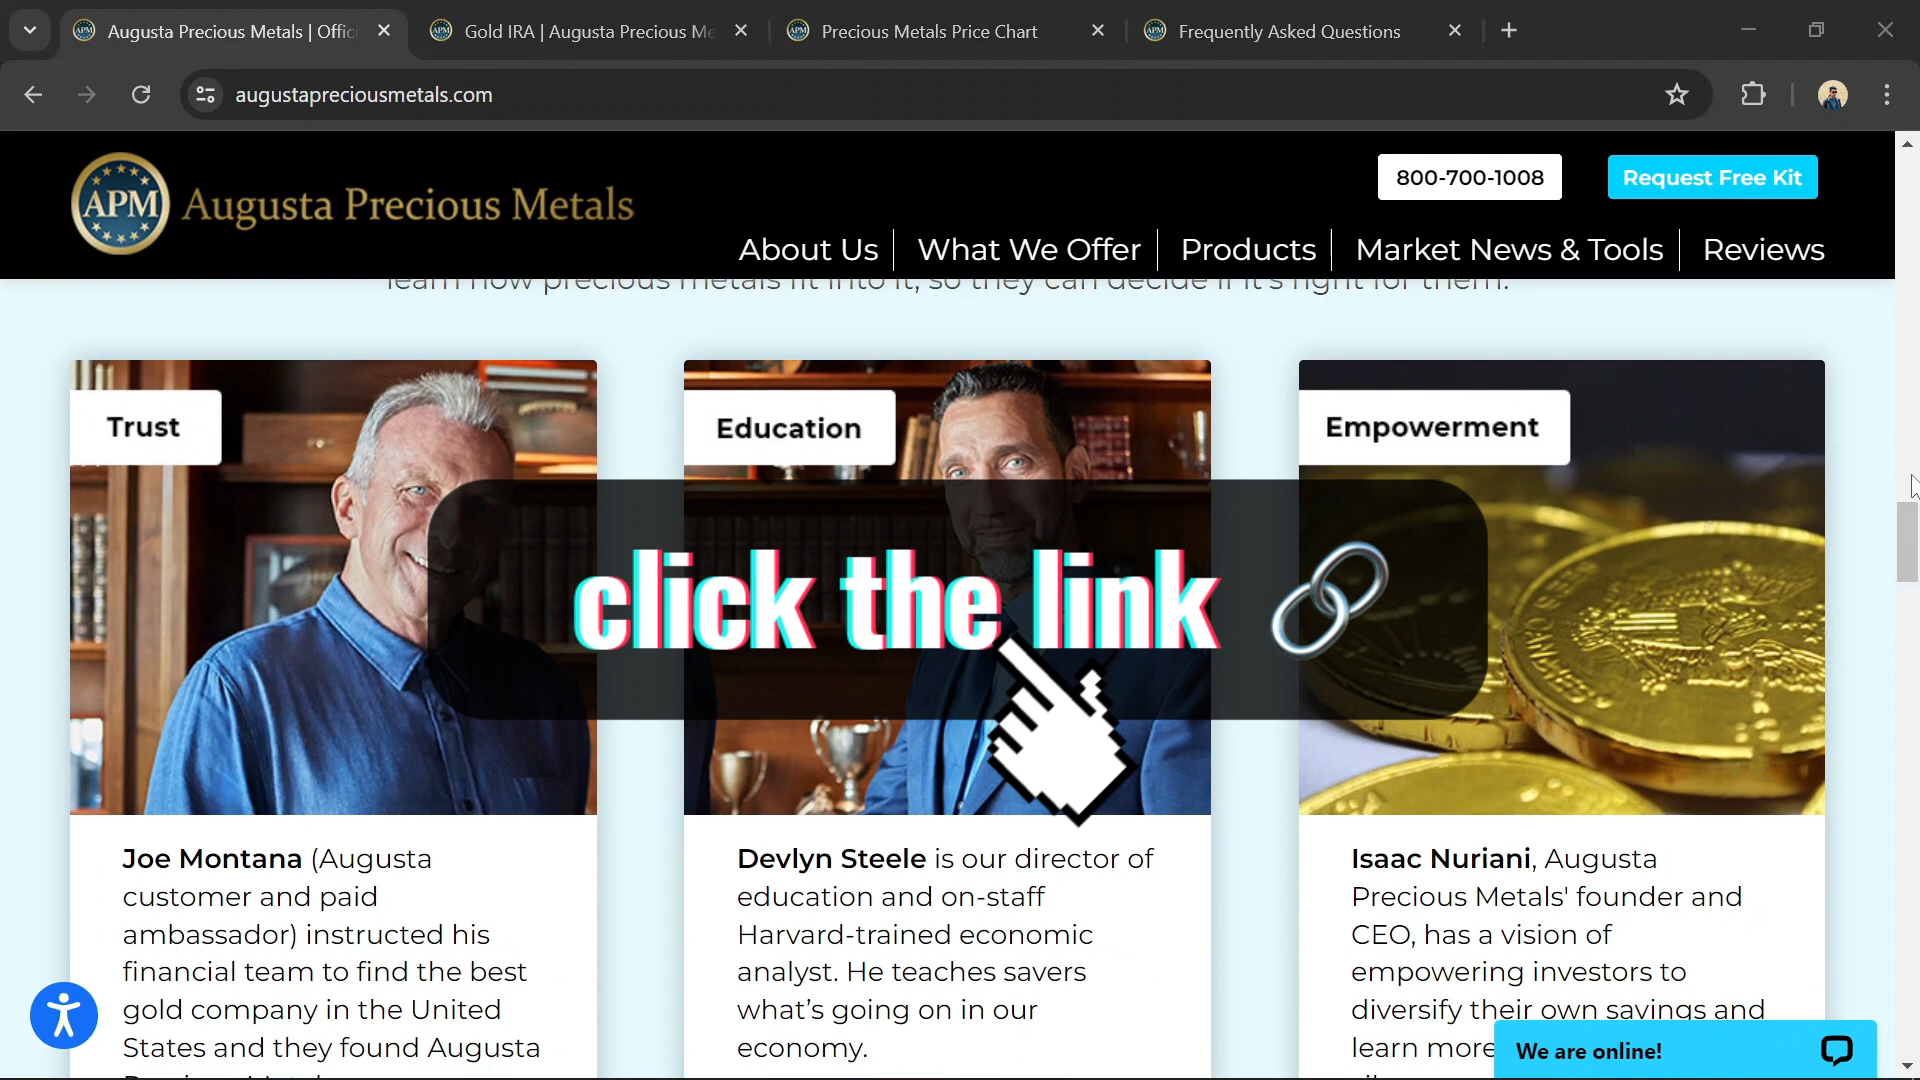 Augusta Precious Metals | Offici
Gold IRA | Augusta Precious Me
Precious Metals Price Chart
Frequently Asked Questions
augustapreciousmetals.com
APM
Augusta Precious Metals
800-700-1008
Request Free Kit
About Us
What We Offer
Products
Market News & Tools
Reviews
learn how precious metals fit into it, so they can decide if it's right for them.
Trust
Education
Empowerment
click the link
Joe Montana (Augusta
customer and paid
ambassador) instructed his
financial team to find the best
gold company in the United
States and they found Augusta
Devlyn Steele is our director of
education and on-staff
Harvard-trained economic
analyst. He teaches savers
what's going on in our
economy.
Isaac Nuriani, Augusta
Precious Metals' founder and
CEO, has a vision of
empowering investors to
diversify their own savings and
learn more
We are online!